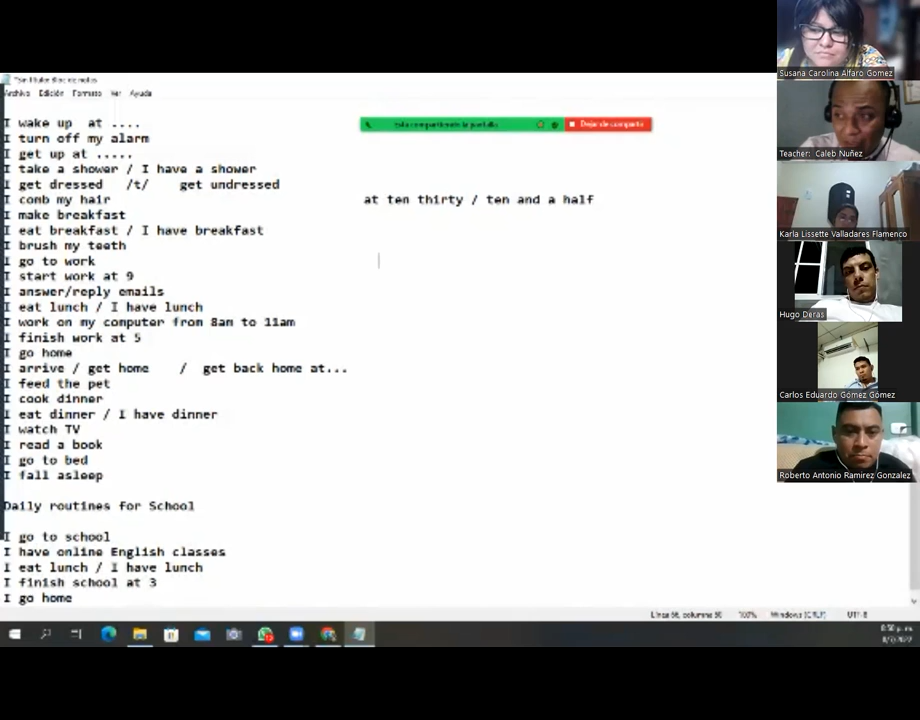 Archivo Edición Formato Ver Ayuda
I wake up at ....
I turn off my alarm
I get up at .....
I take a shower / I have a shower
I get dressed /t/ get undressed
I comb my hair
at ten thirty / ten and a half
I make breakfast
I eat breakfast / I have breakfast
I brush my teeth
I go to work
I start work at 9
I answer/reply emails
I eat lunch / I have lunch
I work on my computer from 8am to 11am
I finish work at 5
I go home
I arrive / get home / get back home at...
I feed the pet
I cook dinner
I eat dinner / I have dinner
I watch TV
I read a book
I go to bed
I fall asleep
Daily routines for School
I go to school
I have online English classes
I eat lunch / I have lunch
I finish school at 3
I go home
100%
Windows (CRLF)
UTF-8
Susana Carolina Alfaro Gomez
Teacher: Caleb Nuñez
Karla Lissette Valladares Flamenco
Hugo Deras
Carlos Eduardo Gómez Gómez
Roberto Antonio Ramirez Gonzalez